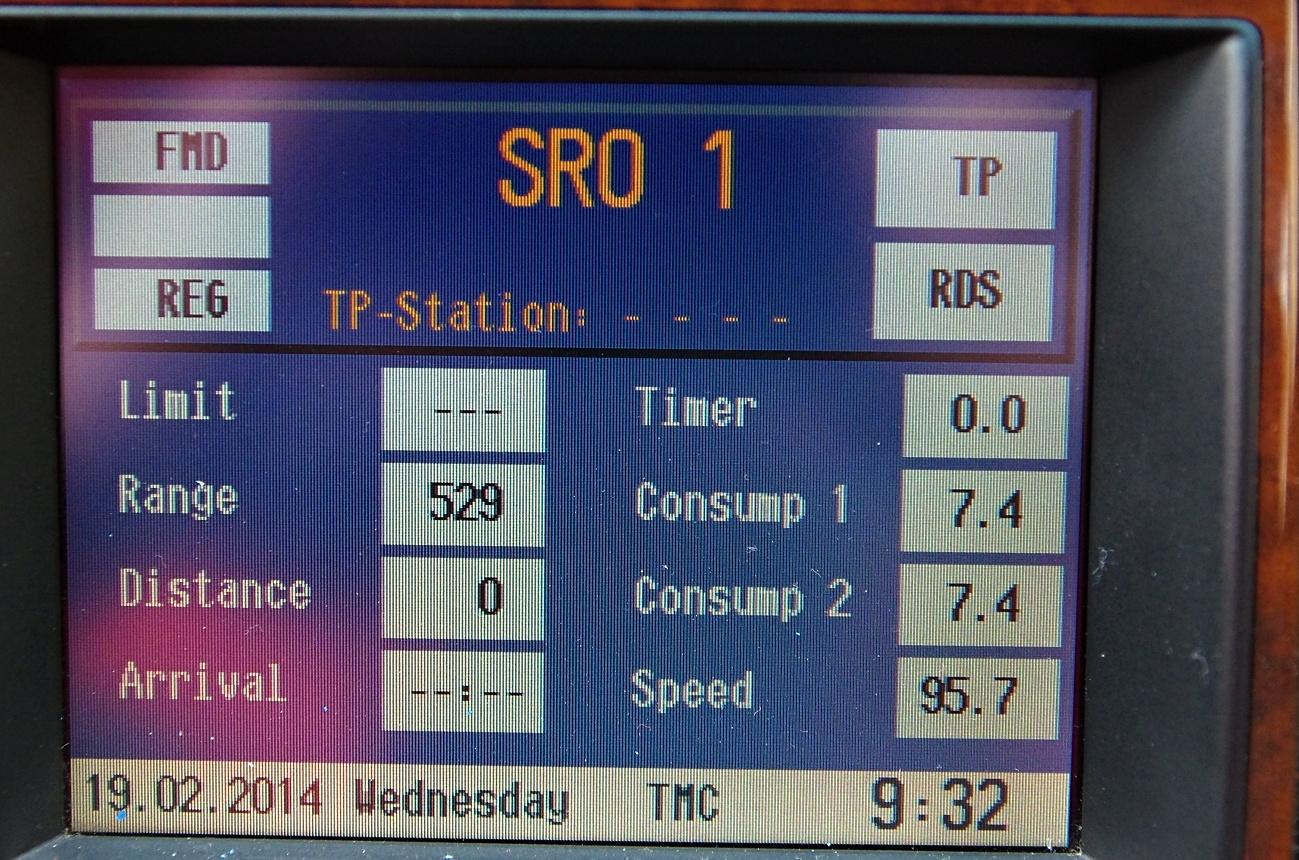 FMD SRO 1 TP
REG TP-Station: - - - - RDS
Limit --- Timer 0.0
Range 529 Consump 1 7.4
Distance 0 Consump 2 7.4
Arrival --:-- Speed 95.7
19.02.2014 Wednesday TMC 9:32